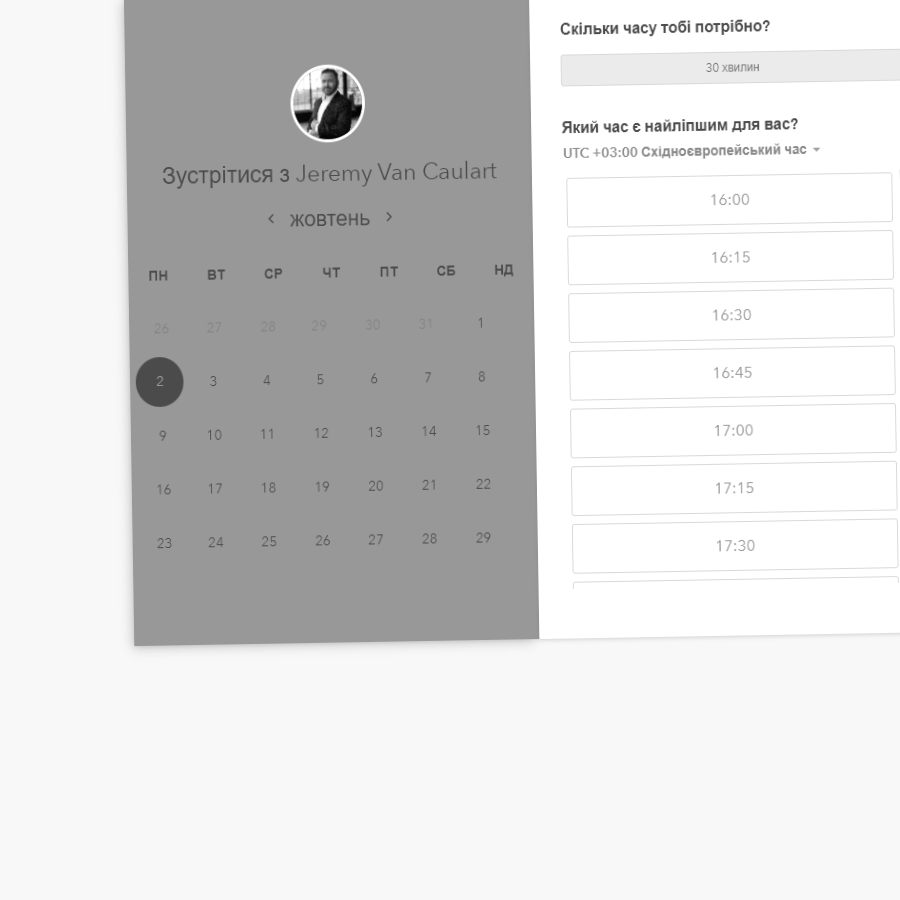 Зустрітися з Jeremy Van Caulart
жовтень
ПН ВТ СР ЧТ ПТ СБ НД
26 27 28 29 30 31 1
2 3 4 5 6 7 8
9 10 11 12 13 14 15
16 17 18 19 20 21 22
23 24 25 26 27 28 29
Скільки часу тобі потрібно?
30 хвилин
Який час є найліпшим для вас?
UTC +03:00 Східноєвропейський час
16:00
16:15
16:30
16:45
17:00
17:15
17:30